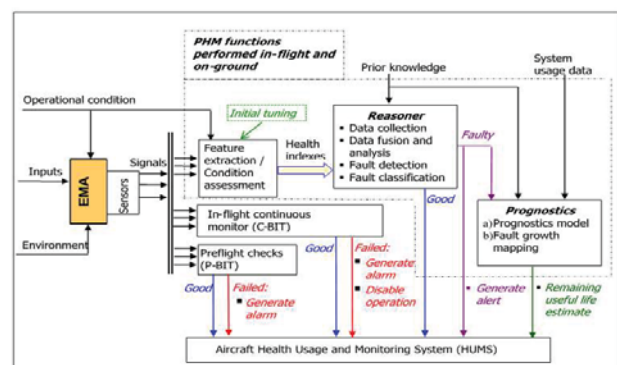 PHM functions
performed in-flight and
on-ground
Prior knowledge
System
usage data
Operational condition
Initial tuning
Reasoner
▪ Data collection
▪ Data fusion and
analysis
▪ Fault detection
▪ Fault classification
Faulty
Signals
Feature
extraction /
Condition
assessment
Health
indexes
Inputs
EMA
Sensors
Good
In-flight continuous
monitor (C-BIT)
Prognostics
a)Prognostics model
b)Fault growth
mapping
Environment
Preflight checks
(P-BIT)
Good
Failed:
▪ Generate
alarm
▪ Disable
operation
Good
Failed:
▪ Generate
alarm
▪ Generate
alert
▪ Remaining
useful life
estimate
Aircraft Health Usage and Monitoring System (HUMS)